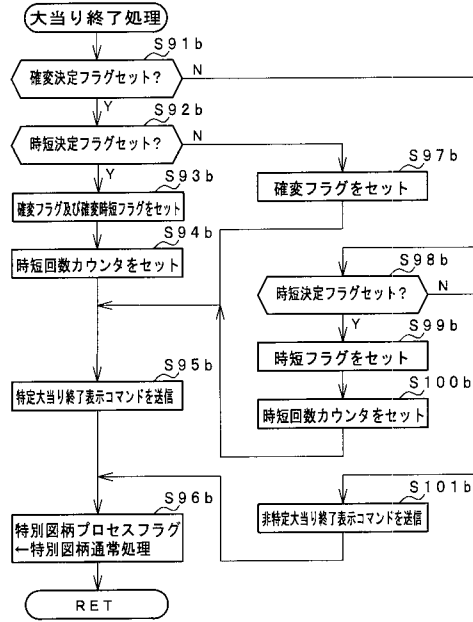 大当り終了処理
S91b
確変決定フラグセット?
N
Y
S92b
時短決定フラグセット?
N
Y
S93b
確変フラグ及び確変時短フラグをセット
S94b
時短回数カウンタをセット
S97b
確変フラグをセット
S98b
時短決定フラグセット?
N
Y
S99b
時短フラグをセット
S100b
時短回数カウンタをセット
S95b
特定大当り終了表示コマンドを送信
S101b
非特定大当り終了表示コマンドを送信
S96b
特別図柄プロセスフラグ
←特別図柄通常処理
RET